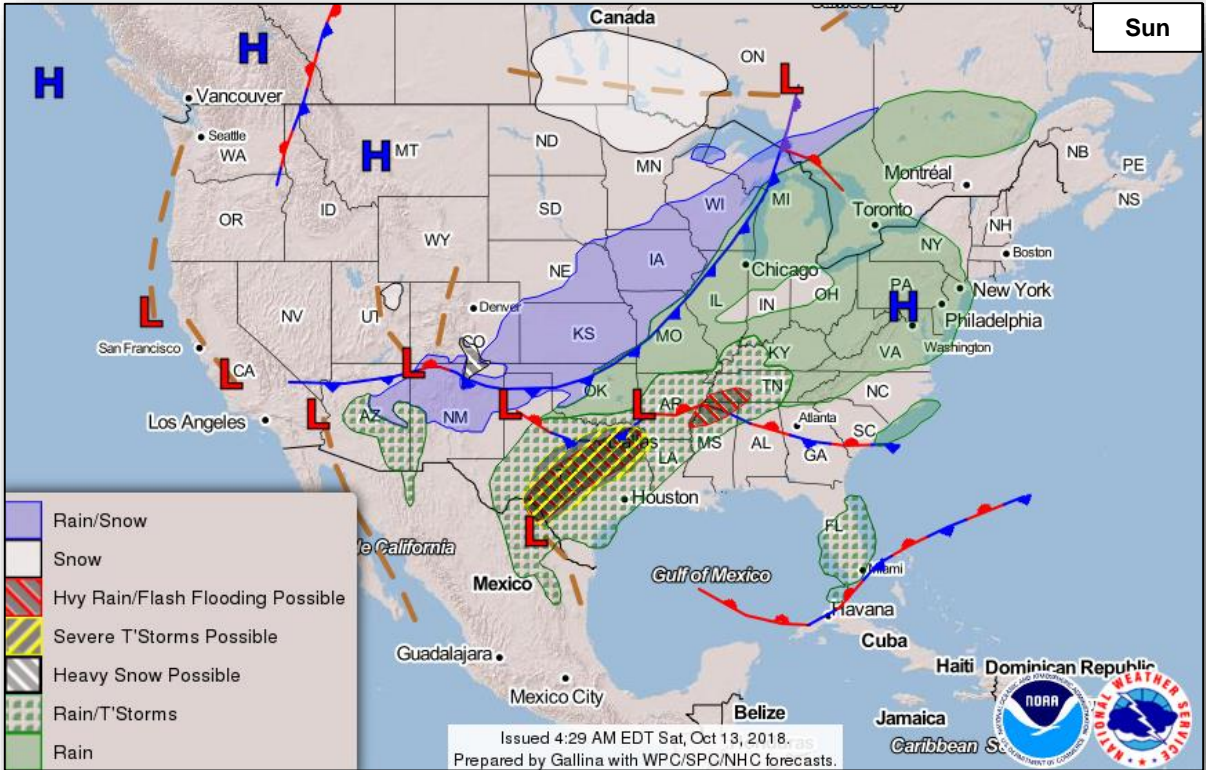 James Bay
Canada
Sun
H
H
ON
L
Vancouver
Seattle
WA
H
MT
ND
MN
NB
PE
Montréal
NS
OR
ID
SD
WI
MI
Toronto
WY
NY
NH
Boston
IA
NE
Chicago
PA
New York
NV
UT
Denver
IL
IN
OH
H
Philadelphia
L
San Francisco
CO
KS
MO
KY
VA
Washington
L
CA
L
Los Angeles
L
AZ
NM
L
OK
L
AR
TN
NC
Atlanta
SC
Dallas
MS
AL
GA
LA
Houston
L
FL
Miami
Gulf of Mexico
Mexico
Havana
Cuba
Haiti
Dominican Republic
Guadalajara
Mexico City
Belize
Jamaica
Caribbean S
de California
Rain/Snow
Snow
Hvy Rain/Flash Flooding Possible
Severe T'Storms Possible
Heavy Snow Possible
Rain/T'Storms
Rain
Issued 4:29 AM EDT Sat, Oct 13, 2018.
Prepared by Gallina with WPC/SPC/NHC forecasts.
NOAA
NATIONAL WEATHER SERVICE